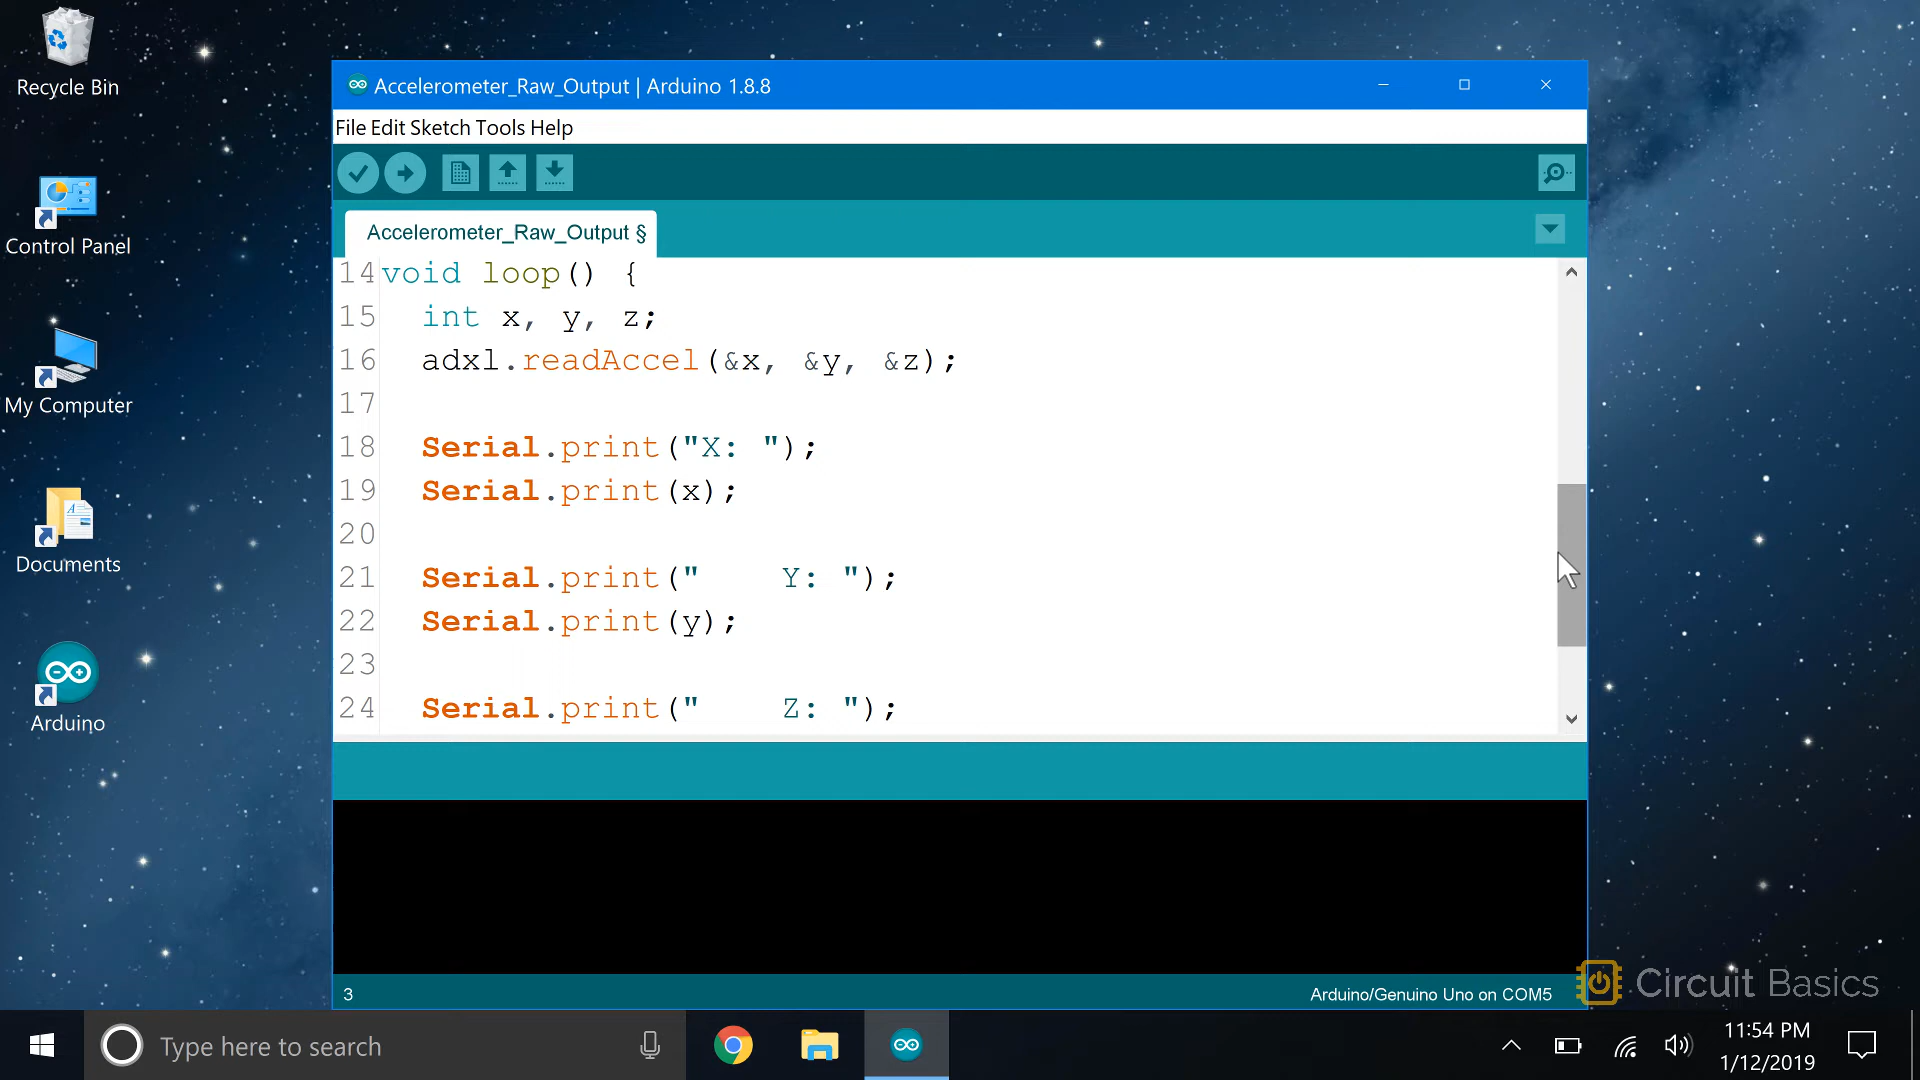 Recycle Bin
Control Panel
My Computer
Documents
Arduino
Accelerometer_Raw_Output | Arduino 1.8.8
File Edit Sketch Tools Help
Accelerometer_Raw_Output §
14 void loop() {
15   int x, y, z;
16   adxl.readAccel(&x, &y, &z);
17
18   Serial.print("X: ");
19   Serial.print(x);
20
21   Serial.print("    Y: ");
22   Serial.print(y);
23
24   Serial.print("    Z: ");
3
Arduino/Genuino Uno on COM5
Circuit Basics
Type here to search
11:54 PM
1/12/2019